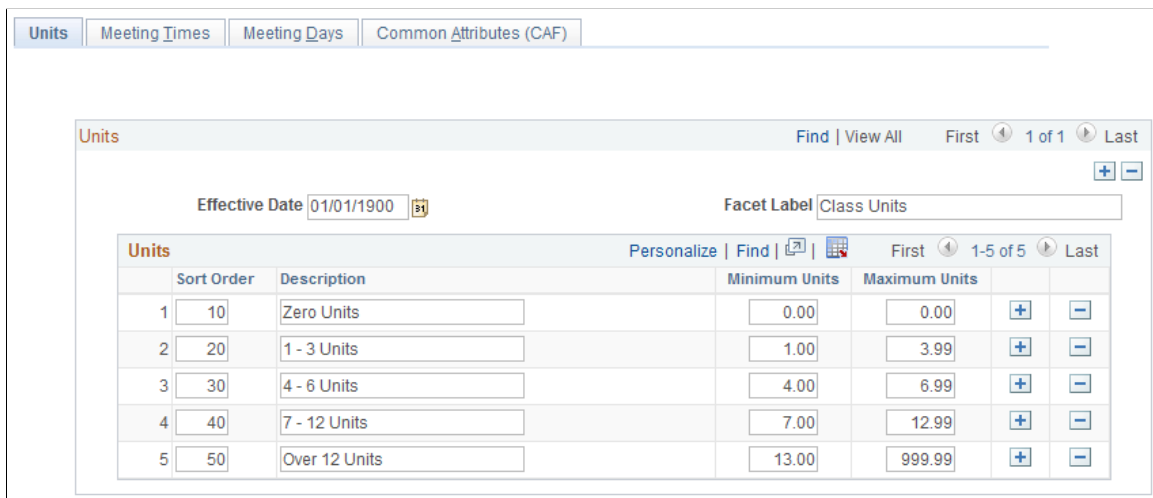 Units Meeting Times Meeting Days Common Attributes (CAF)
Units Find | View All First 1 of 1 Last
Effective Date 01/01/1900 31 Facet Label Class Units
Units Personalize | Find | | First 1-5 of 5 Last
Sort Order Description Minimum Units Maximum Units
1 10 Zero Units 0.00 0.00
2 20 1 - 3 Units 1.00 3.99
3 30 4 - 6 Units 4.00 6.99
4 40 7 - 12 Units 7.00 12.99
5 50 Over 12 Units 13.00 999.99